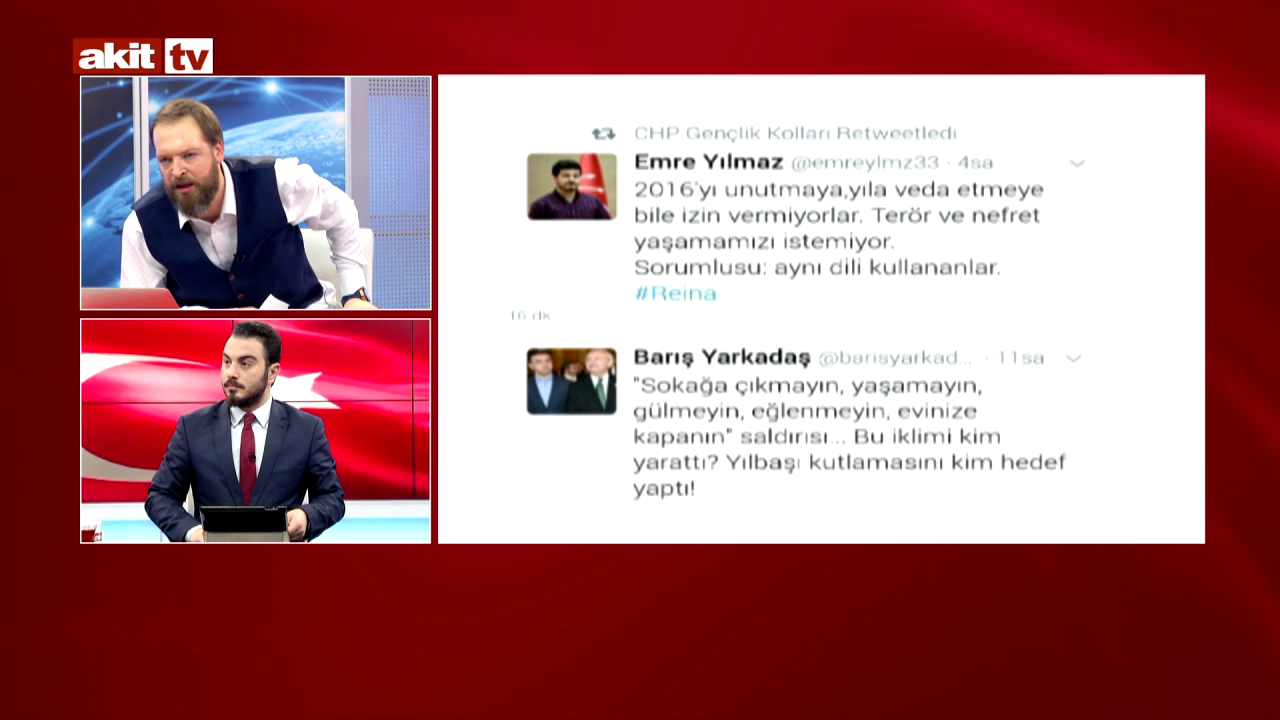 akit tv
CHP Gençlik Kolları Retweetledi
Emre Yılmaz @emreylmz33 · 4sa
2016'yı unutmaya,yıla veda etmeye
bile izin vermiyorlar. Terör ve nefret
yaşamamızı istemiyor.
Sorumlusu: aynı dili kullananlar.
#Reina
16 dk
Barış Yarkadaş @barisyarkad... · 11sa
"Sokağa çıkmayın, yaşamayın,
gülmeyin, eğlenmeyin, evinize
kapanın" saldırısı... Bu iklimi kim
yarattı? Yılbaşı kutlamasını kim hedef
yaptı!